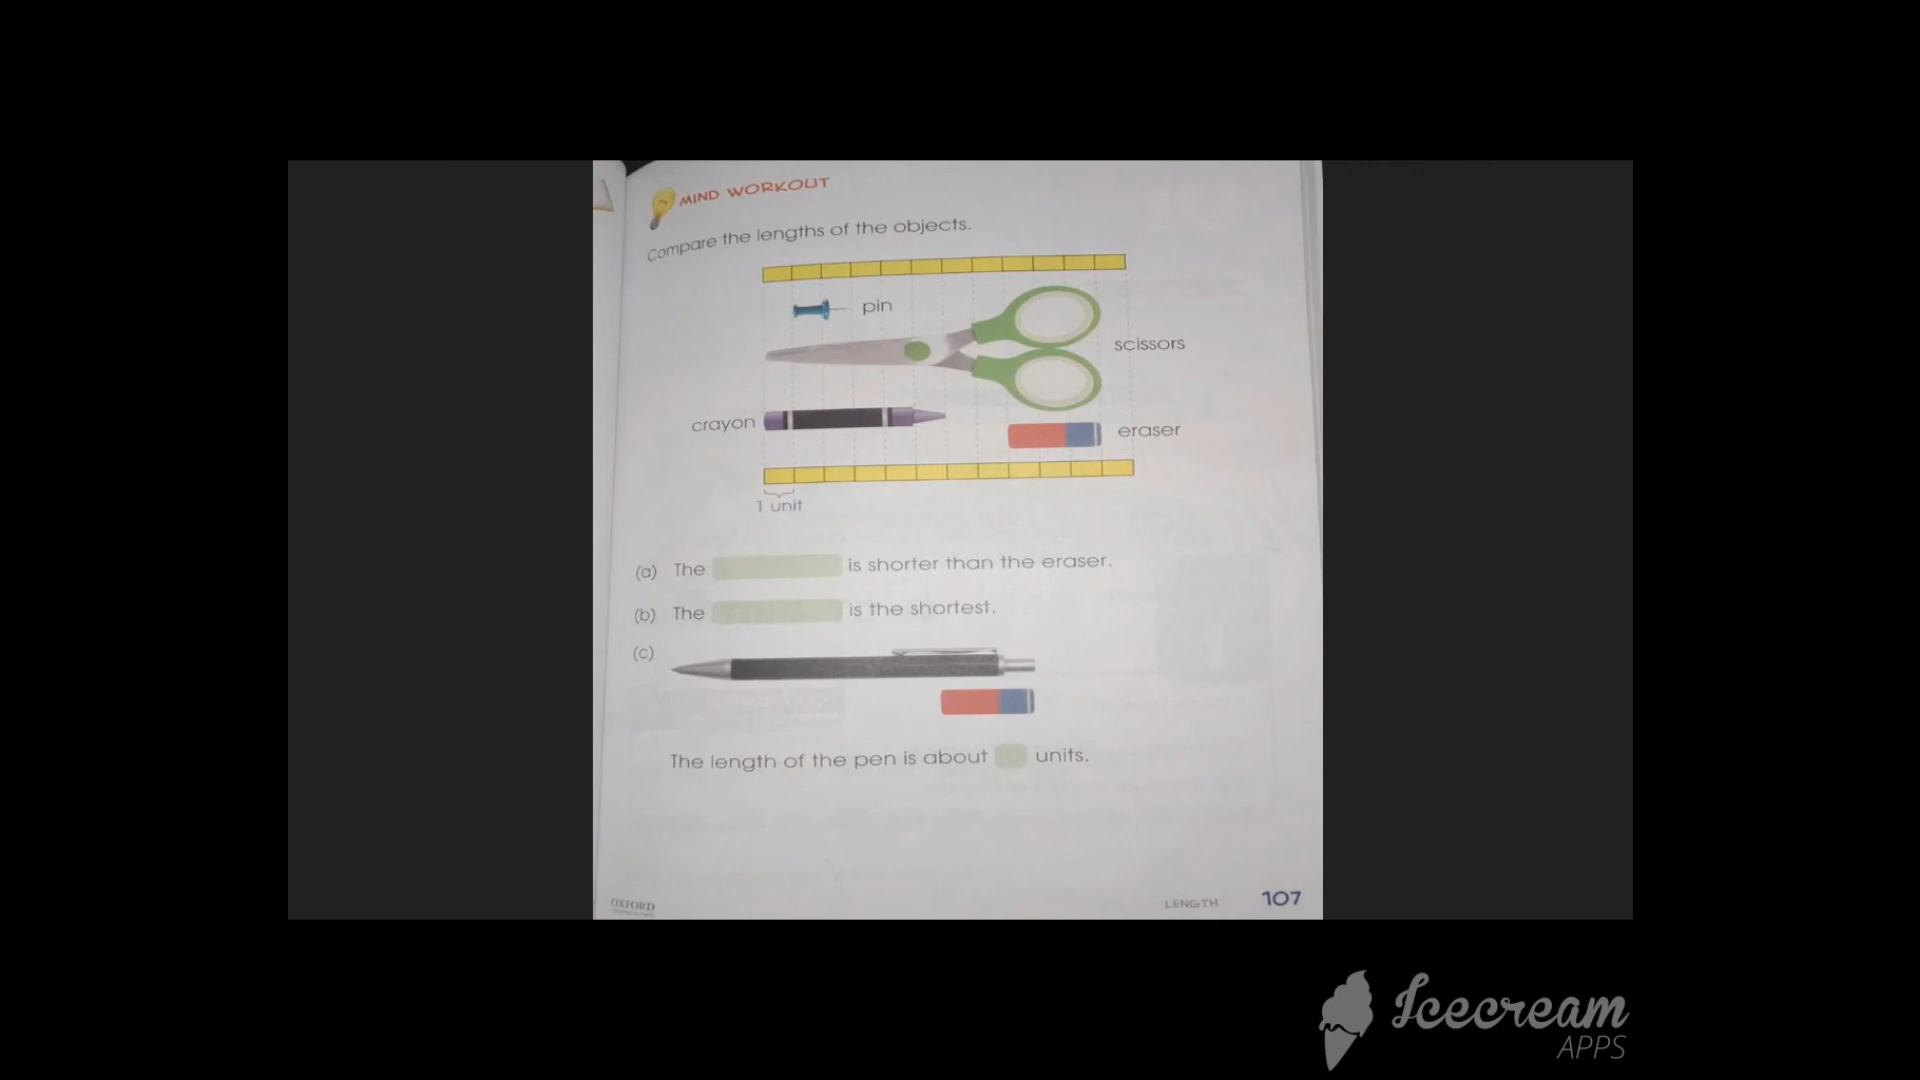 MIND WORKOUT
Compare the lengths of the objects.
pin
scissors
crayon
eraser
1 unit
(a) The is shorter than the eraser.
(b) The is the shortest.
(c)
The length of the pen is about units.
OXFORD
LENGTH 107
Icecream
APPS